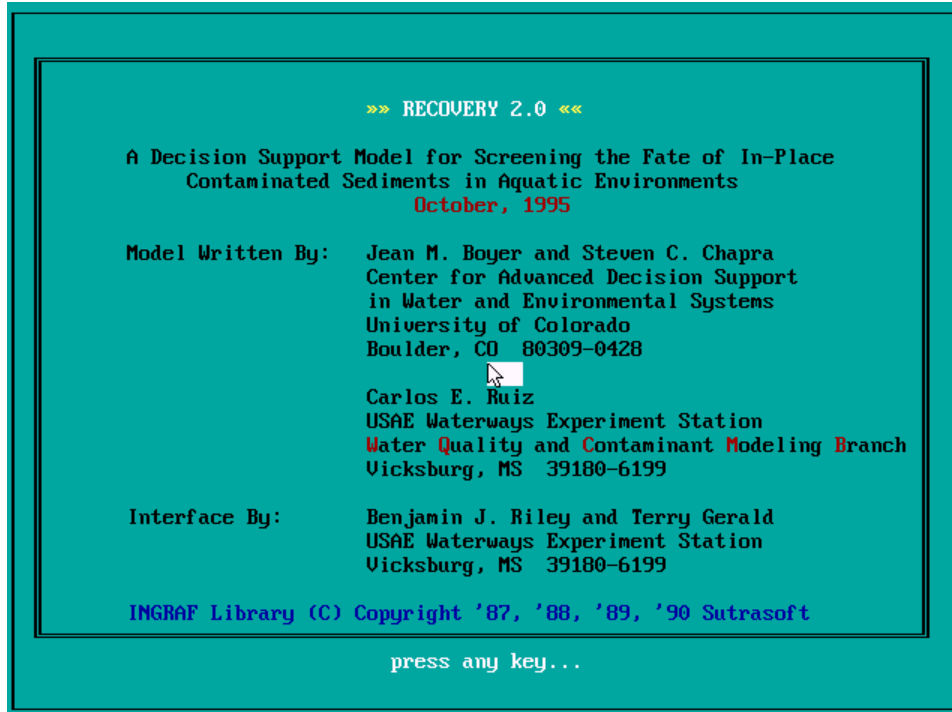 »» RECOVERY 2.0 ««
A Decision Support Model for Screening the Fate of In-Place
Contaminated Sediments in Aquatic Environments
October, 1995
Model Written By: Jean M. Boyer and Steven C. Chapra
Center for Advanced Decision Support
in Water and Environmental Systems
University of Colorado
Boulder, CO 80309-0428
Carlos E. Ruiz
USAE Waterways Experiment Station
Water Quality and Contaminant Modeling Branch
Vicksburg, MS 39180-6199
Interface By: Benjamin J. Riley and Terry Gerald
USAE Waterways Experiment Station
Vicksburg, MS 39180-6199
INGRAF Library (C) Copyright '87, '88, '89, '90 Sutrasoft
press any key...